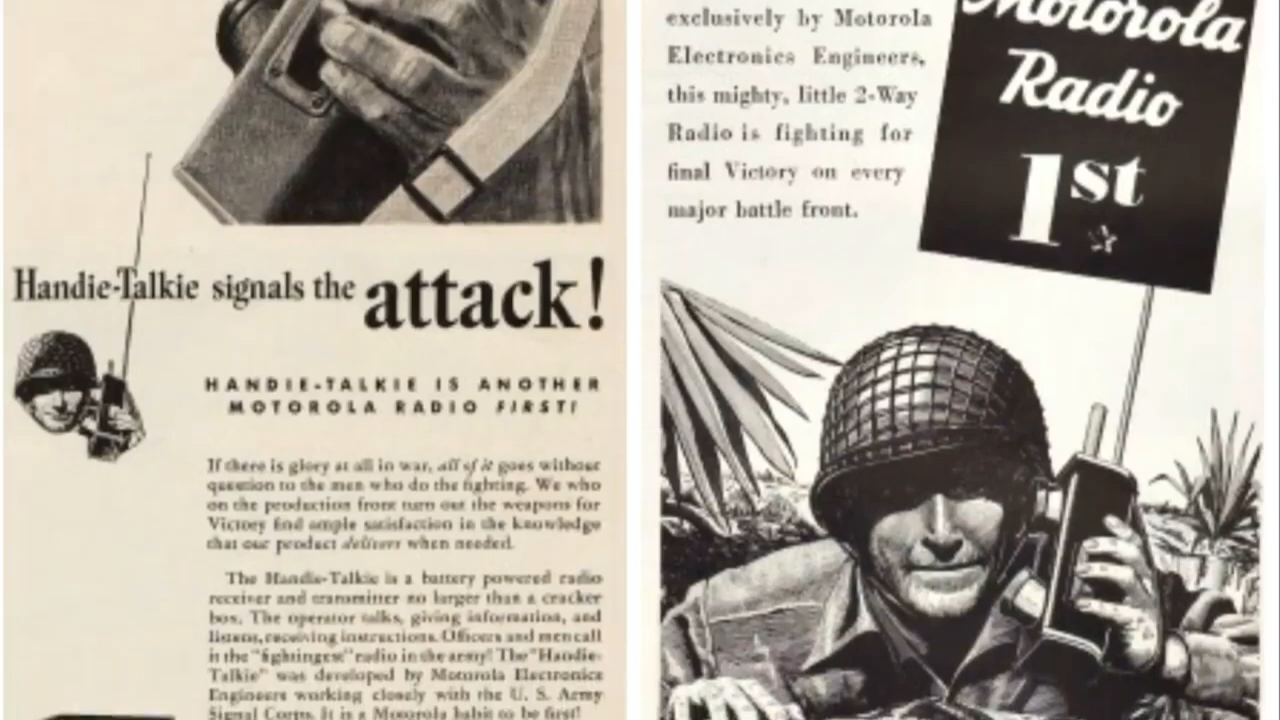 Handie-Talkie signals the attack!
HANDIE-TALKIE IS ANOTHER
MOTOROLA RADIO FIRST!
If there is glory at all in war, all of it goes without
question to the men who do the fighting. We who
on the production front turn out the weapons for
Victory find ample satisfaction in the knowledge
that our product delivers when needed.
The Handie-Talkie is a battery powered radio
receiver and transmitter no larger than a cracker
box. The operator talks, giving information, and
listens, receiving instructions. Officers and men call
it the "fightingest" radio in the army! The "Handie-
Talkie" was developed by Motorola Electronics
Engineers working closely with the U. S. Army
Signal Corps. It is a Motorola habit to be first!
exclusively by Motorola
Electronics Engineers,
this mighty, little 2-Way
Radio is fighting for
final Victory on every
major battle front.
Motorola
Radio
1st